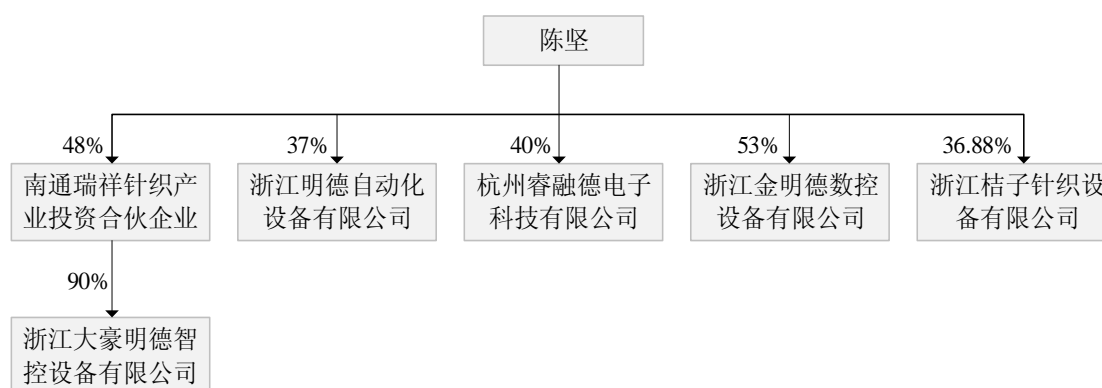 陈坚
48%
37%
40%
53%
36.88%
南通瑞祥针织产
业投资合伙企业
浙江明德自动化
设备有限公司
杭州睿融德电子
科技有限公司
浙江金明德数控
设备有限公司
浙江桔子针织设
备有限公司
90%
浙江大豪明德智
控设备有限公司